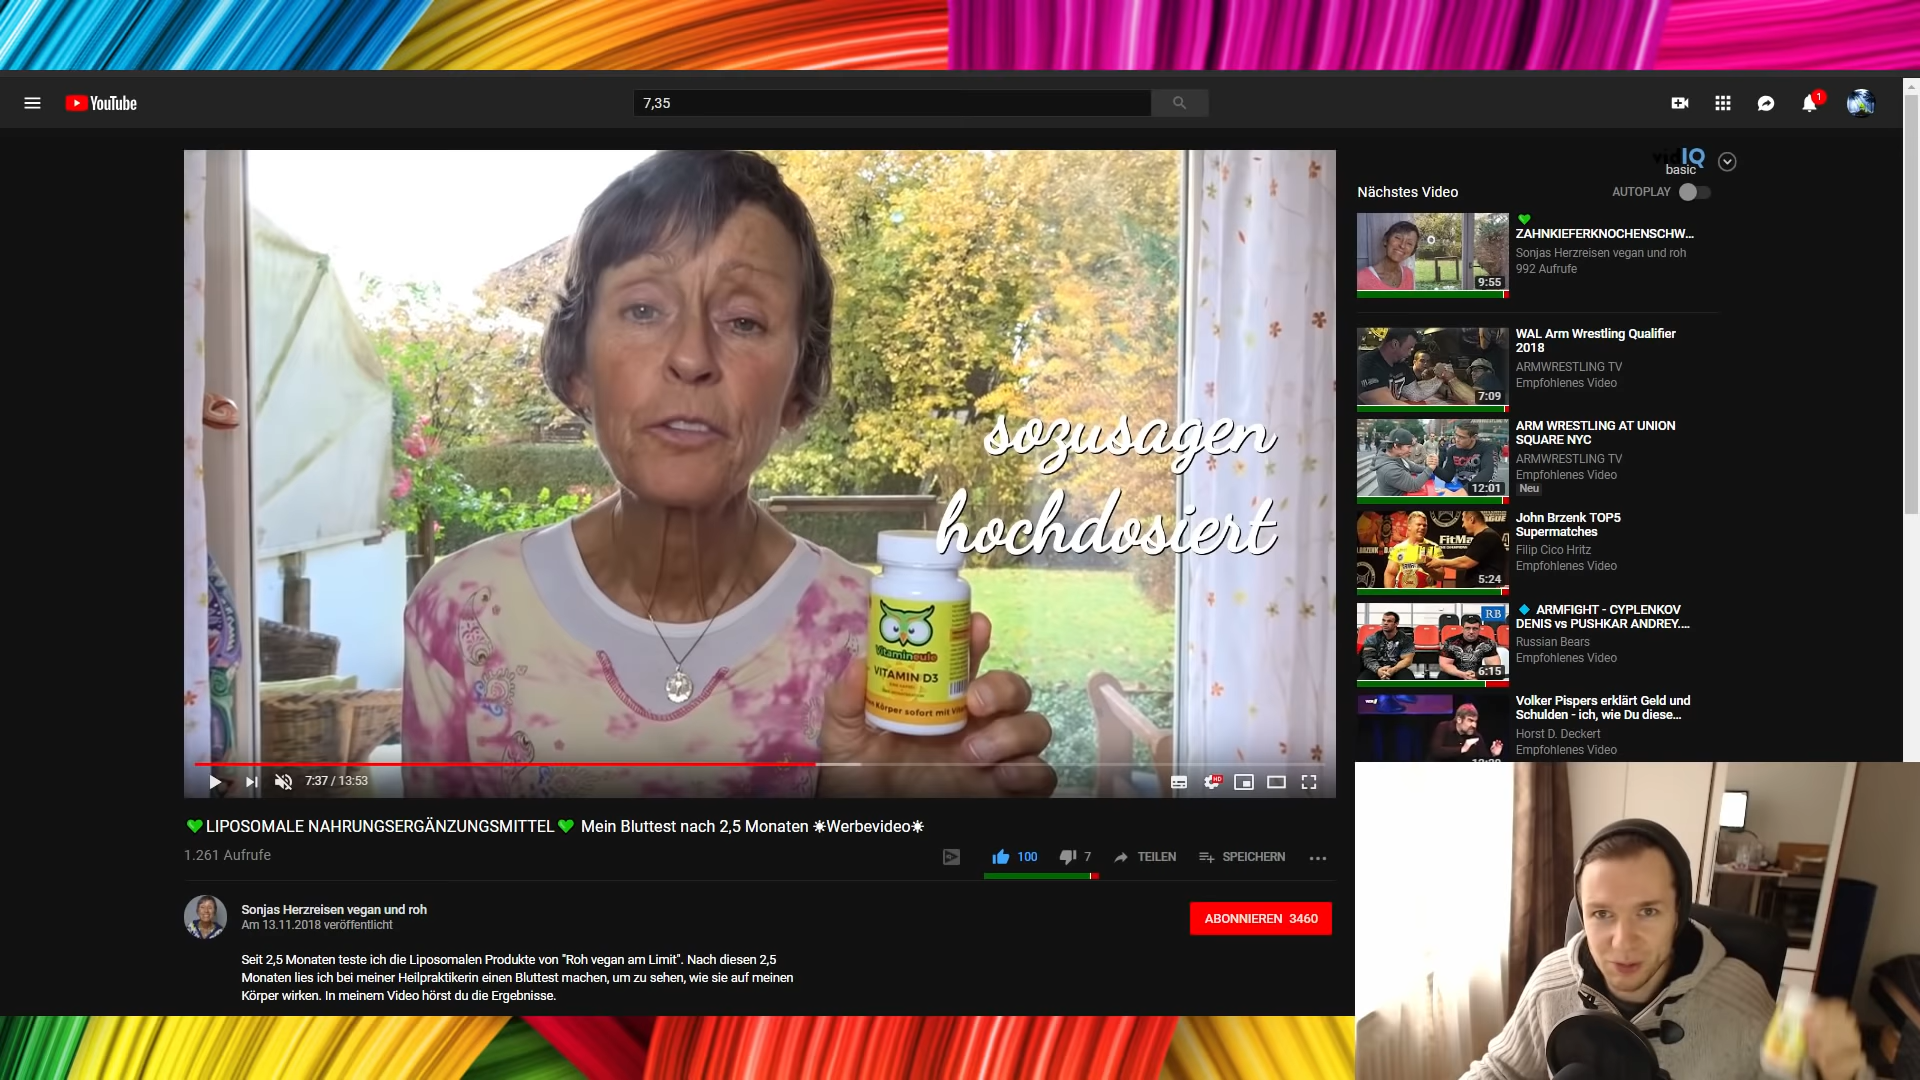 YouTube
7,35
1
sozusagen
hochdosiert
Vitamineule
VITAMIN D3
Körper sofort mit
7:37 / 13:53
HD
LIPOSOMALE NAHRUNGSERGÄNZUNGSMITTEL Mein Bluttest nach 2,5 Monaten ☀Werbevideo☀
1.261 Aufrufe
100
7
TEILEN
SPEICHERN
Sonjas Herzreisen vegan und roh
Am 13.11.2018 veröffentlicht
ABONNIEREN 3460
Seit 2,5 Monaten teste ich die Liposomalen Produkte von "Roh vegan am Limit". Nach diesen 2,5
Monaten lies ich bei meiner Heilpraktikerin einen Bluttest machen, um zu sehen, wie sie auf meinen
Körper wirken. In meinem Video hörst du die Ergebnisse.
vidIQ
basic
Nächstes Video
AUTOPLAY
ZAHNKIEFERKNOCHENSCHW...
Sonjas Herzreisen vegan und roh
992 Aufrufe
9:55
WAL Arm Wrestling Qualifier
2018
ARMWRESTLING TV
Empfohlenes Video
7:09
ARM WRESTLING AT UNION
SQUARE NYC
ARMWRESTLING TV
Empfohlenes Video
Neu
12:01
John Brzenk TOP5
Supermatches
Filip Cico Hritz
Empfohlenes Video
5:24
ARMFIGHT - CYPLENKOV
DENIS vs PUSHKAR ANDREY....
Russian Bears
Empfohlenes Video
RB
6:15
Volker Pispers erklärt Geld und
Schulden - ich, wie Du diese...
Horst D. Deckert
Empfohlenes Video